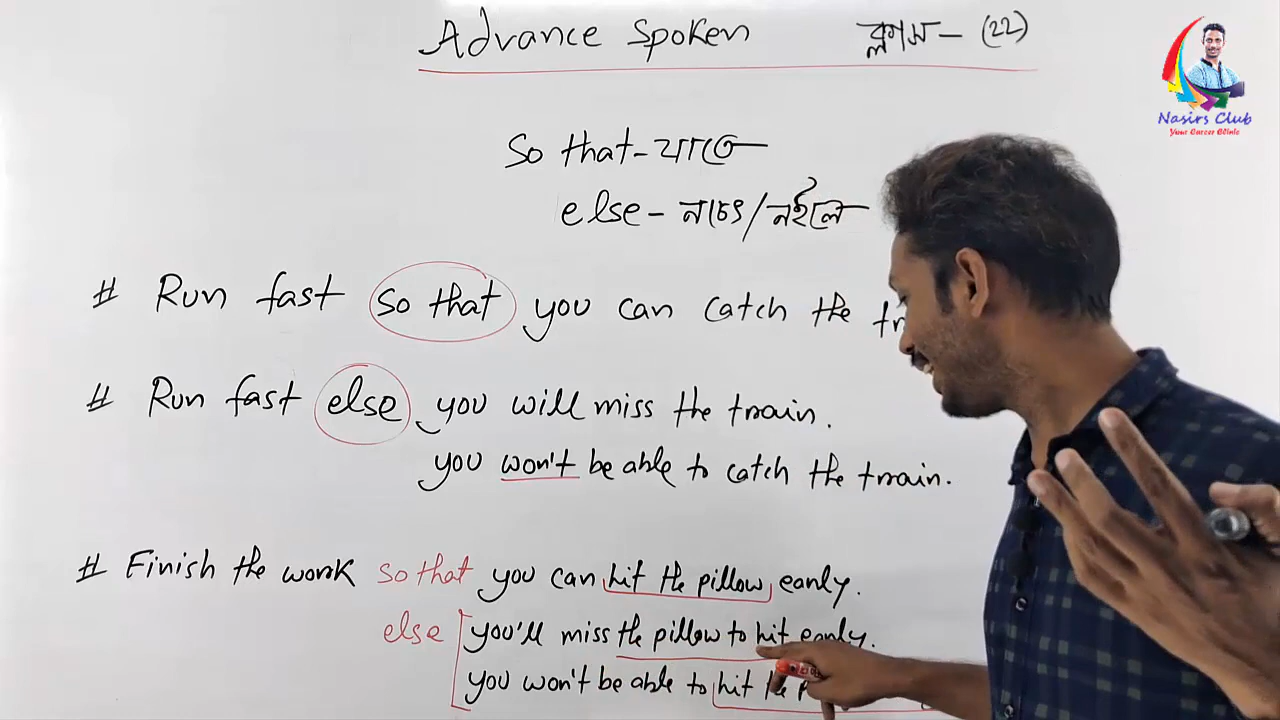 Advance Spoken ক্লাস- (22)
Nasirs Club
Your Career Clinic
So that - যাতে
else - নচেৎ/নইলে
# Run fast so that you can catch the
# Run fast else you will miss the train.
you won't be able to catch the train.
# Finish the work so that you can hit the pillow early.
else you'll miss the pillow to hit early.
you won't be able to hit the